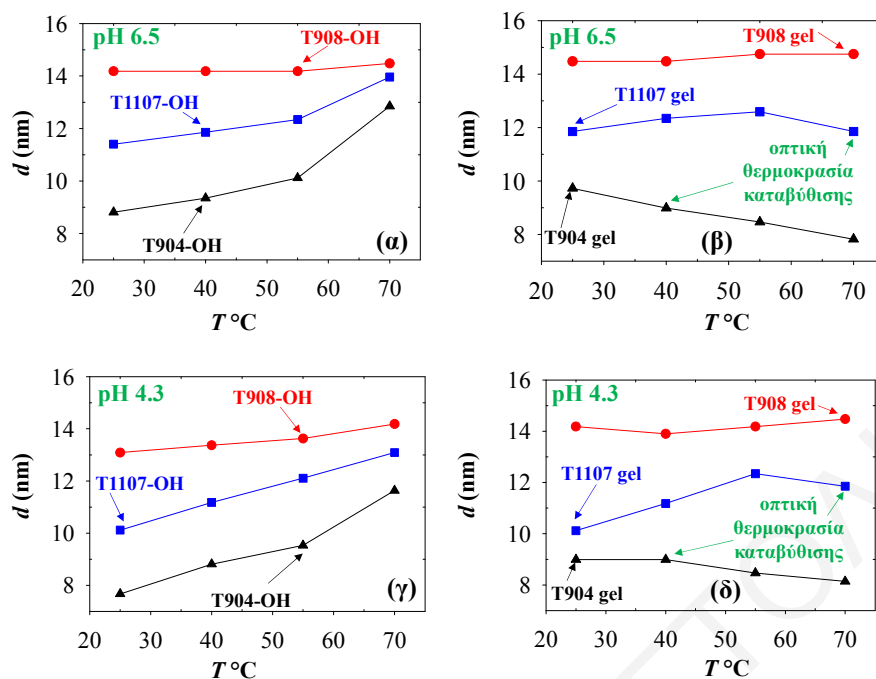 pH 6.5
T908-OH
T1107-OH
T904-OH
(α)
d (nm)
16
14
12
10
8
20 30 40 50 60 70
T °C
pH 6.5
T908 gel
T1107 gel
οπτική
θερμοκρασία
καταβύθισης
T904 gel
(β)
d (nm)
16
14
12
10
8
20 30 40 50 60 70
T °C
pH 4.3
T908-OH
T1107-OH
T904-OH
(γ)
d (nm)
16
14
12
10
8
20 30 40 50 60 70
T °C
pH 4.3
T908 gel
T1107 gel
οπτική
θερμοκρασία
καταβύθισης
T904 gel
(δ)
d (nm)
16
14
12
10
8
20 30 40 50 60 70
T °C